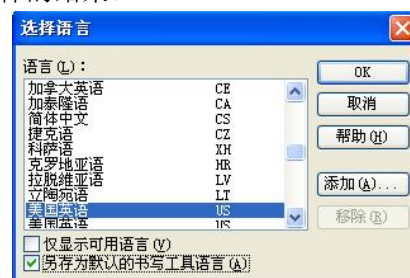 选择语言
语言(L)：
加拿大英语 CE
加泰隆语 CA
简体中文 CS
捷克语 CZ
科萨语 XH
克罗地亚语 HR
拉脱维亚语 LV
立陶宛语 LT
美国英语 US
OK
取消
帮助(H)
添加(A)...
移除(R)
仅显示可用语言(V)
另存为默认的书写工具语言(A)